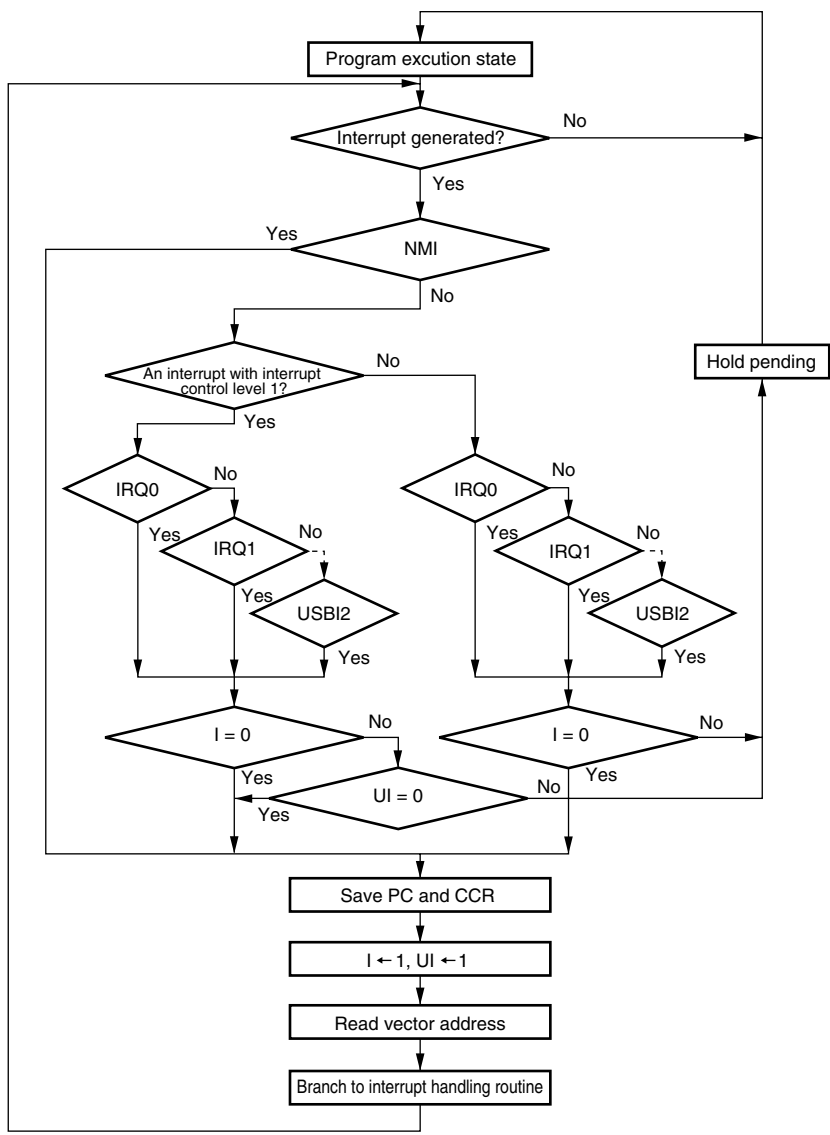 Program excution state
Interrupt generated?
No
Yes
Yes
NMI
No
Hold pending
An interrupt with interrupt
control level 1?
No
Yes
IRQ0
No
Yes
IRQ1
No
Yes
USBI2
Yes
IRQ0
No
Yes
IRQ1
No
Yes
USBI2
Yes
I = 0
No
Yes
I = 0
No
Yes
UI = 0
Yes
No
Save PC and CCR
I ← 1, UI ← 1
Read vector address
Branch to interrupt handling routine